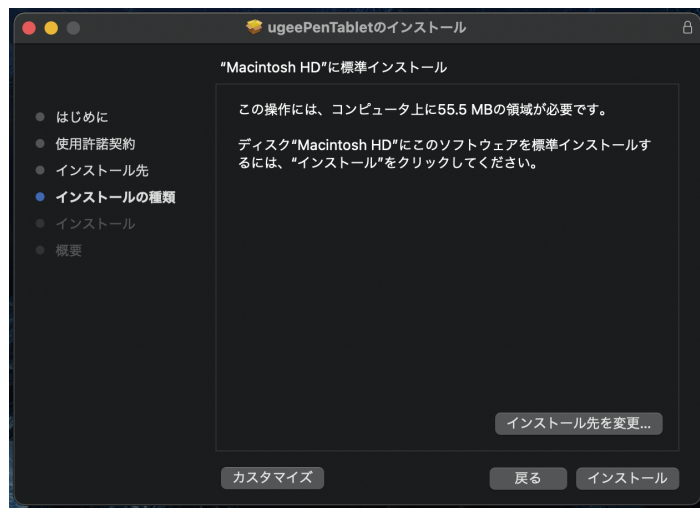 ugeePenTabletのインストール
“Macintosh HD”に標準インストール
はじめに
使用許諾契約
インストール先
インストールの種類
インストール
概要
この操作には、コンピュータ上に55.5 MBの領域が必要です。
ディスク“Macintosh HD”にこのソフトウェアを標準インストールす
るには、“インストール”をクリックしてください。
インストール先を変更...
カスタマイズ
戻る
インストール